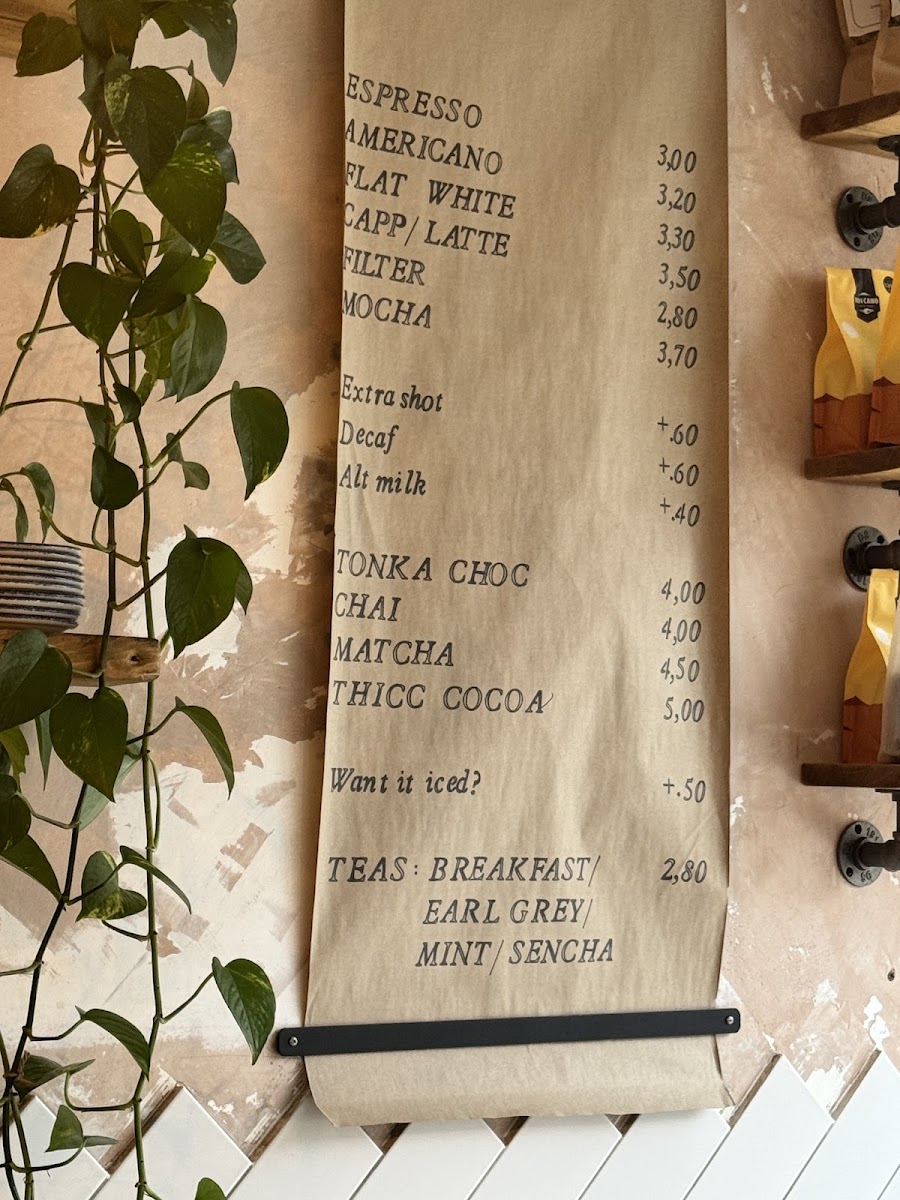 ESPRESSO 3,00
AMERICANO 3,20
FLAT WHITE 3,30
CAPP/LATTE 3,50
FILTER 2,80
MOCHA 3,70
Extra shot +.60
Decaf +.60
Alt milk +.40
TONKA CHOC 4,00
CHAI 4,00
MATCHA 4,50
THICC COCOA 5,00
Want it iced? +.50
TEAS: BREAKFAST/ 2,80
EARL GREY/
MINT/SENCHA